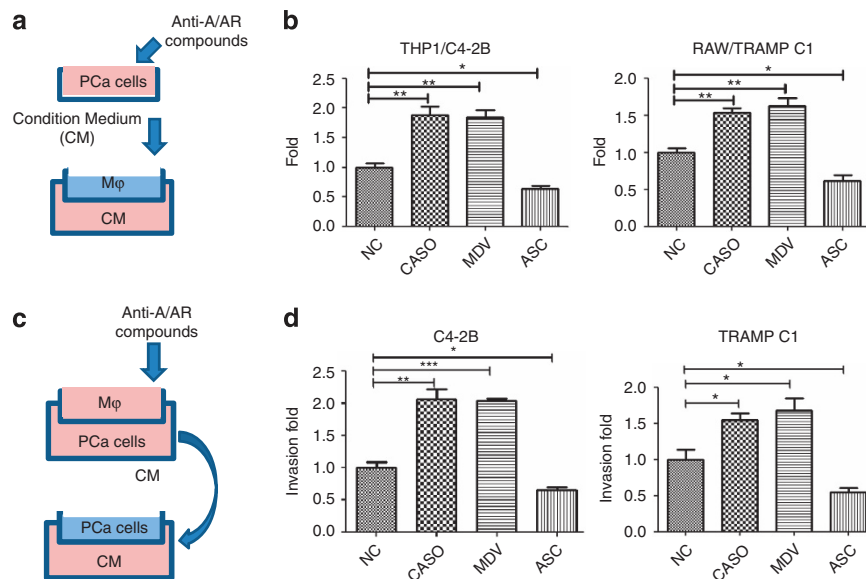 a
Anti-A/AR
compounds
PCa cells
Condition Medium
(CM)
Mφ
CM
b
THP1/C4-2B
*
**
**
Fold
2.5
2.0
1.5
1.0
0.5
0.0
NC
CASO
MDV
ASC
RAW/TRAMP C1
*
**
**
Fold
2.0
1.5
1.0
0.5
0.0
NC
CASO
MDV
ASC
c
Anti-A/AR
compounds
Mφ
PCa cells
CM
PCa cells
CM
d
C4-2B
*
***
**
Invasion fold
2.5
2.0
1.5
1.0
0.5
0.0
NC
CASO
MDV
ASC
TRAMP C1
*
*
*
Invasion fold
2.0
1.5
1.0
0.5
0.0
NC
CASO
MDV
ASC